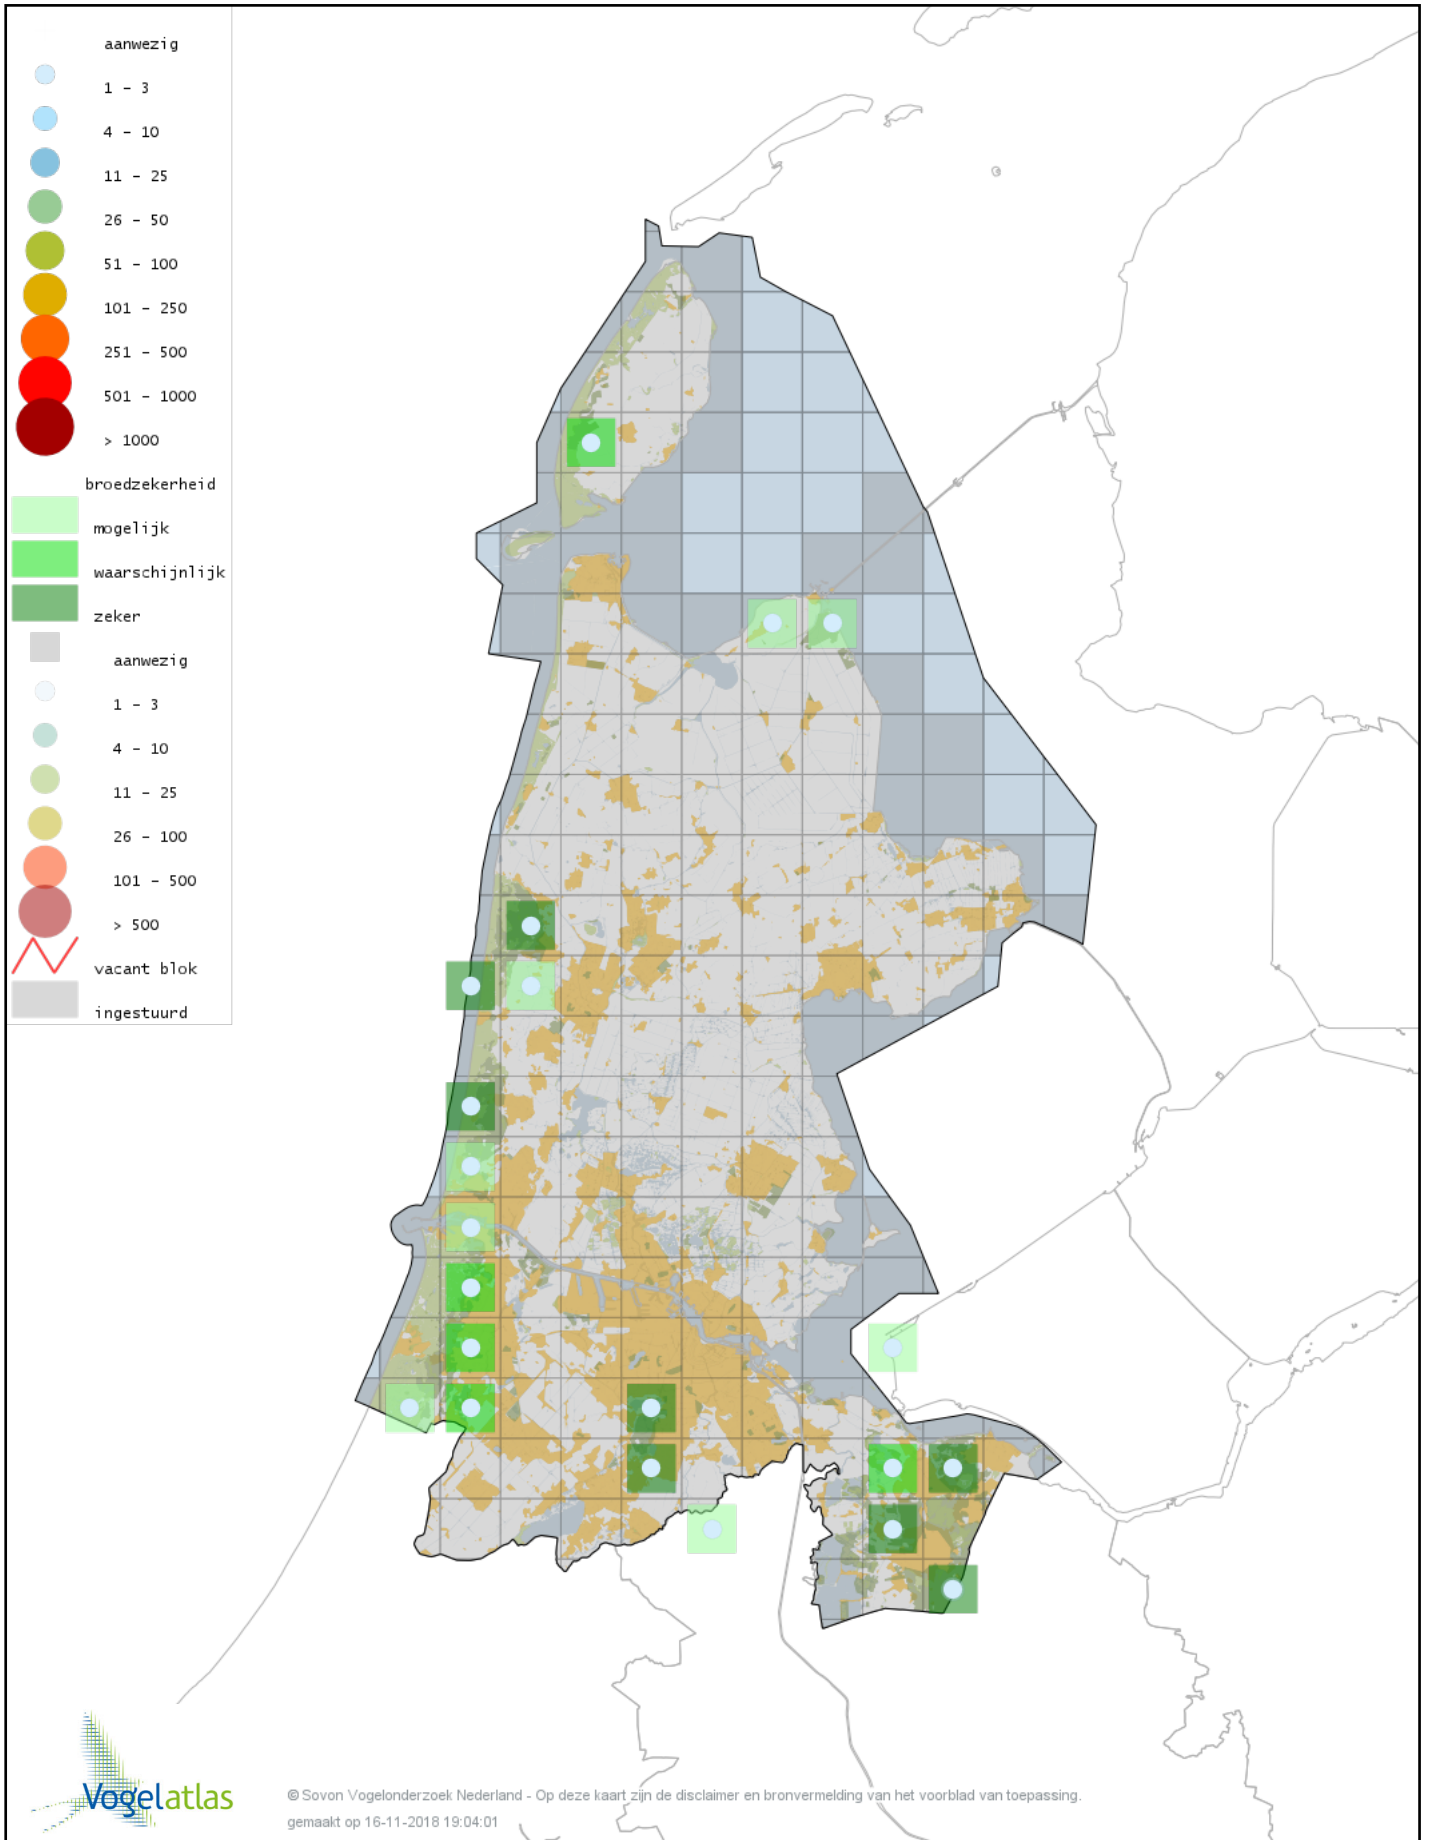 aanwezig
1 - 3
4 - 10
11 - 25
26 - 50
51 - 100
101 - 250
251 - 500
501 - 1000
> 1000
broedzekerheid
mogelijk
waarschijnlijk
zeker
aanwezig
1 - 3
4 - 10
11 - 25
26 - 100
101 - 500
> 500
vacant blok
ingestuurd
Vogelatlas
© Sovon Vogelonderzoek Nederland - Op deze kaart zijn de disclaimer en bronvermelding van het voorblad van toepassing.
gemaakt op 16-11-2018 19:04:01